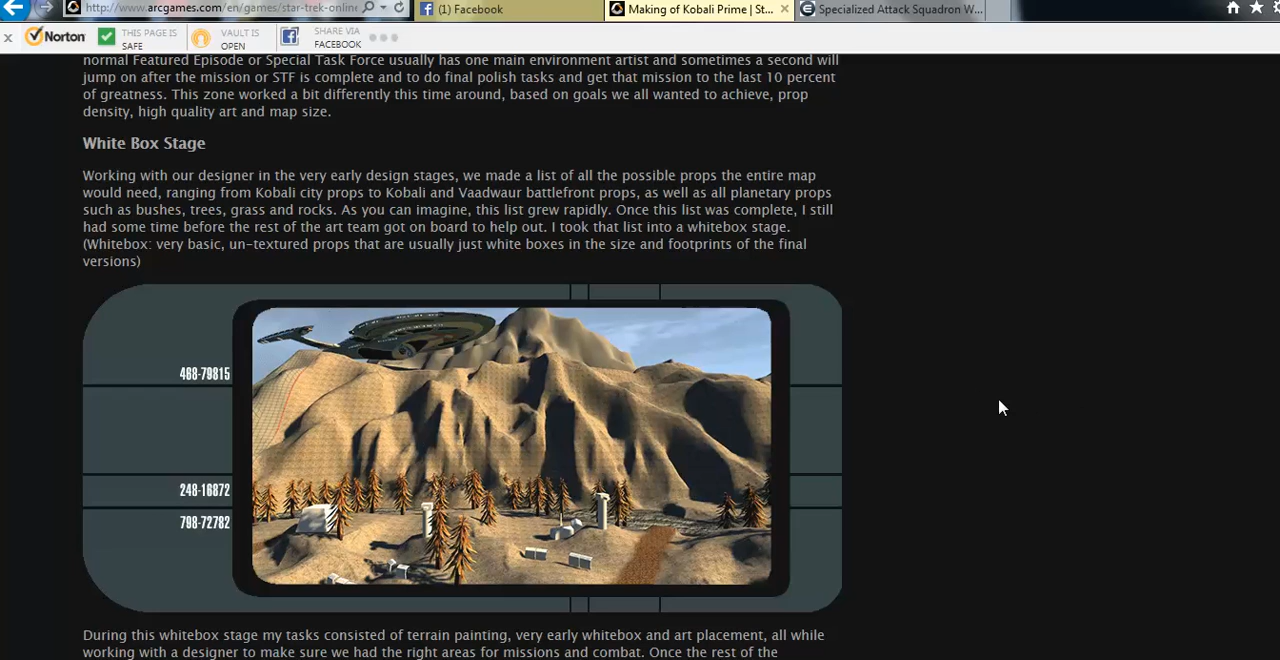 http://www.arcgames.com/en/games/star-trek-online
(1) Facebook
Making of Kobali Prime | St...
Specialized Attack Squadron W...
Norton
THIS PAGE IS
SAFE
VAULT IS
OPEN
SHARE VIA
FACEBOOK
normal Featured Episode or Special Task Force usually has one main environment artist and sometimes a second will
jump on after the mission or STF is complete and to do final polish tasks and get that mission to the last 10 percent
of greatness. This zone worked a bit differently this time around, based on goals we all wanted to achieve, prop
density, high quality art and map size.
White Box Stage
Working with our designer in the very early design stages, we made a list of all the possible props the entire map
would need, ranging from Kobali city props to Kobali and Vaadwaur battlefront props, as well as all planetary props
such as bushes, trees, grass and rocks. As you can imagine, this list grew rapidly. Once this list was complete, I still
had some time before the rest of the art team got on board to help out. I took that list into a whitebox stage.
(Whitebox: very basic, un-textured props that are usually just white boxes in the size and footprints of the final
versions)
468-79815
248-16872
798-72782
During this whitebox stage my tasks consisted of terrain painting, very early whitebox and art placement, all while
working with a designer to make sure we had the right areas for missions and combat. Once the rest of the